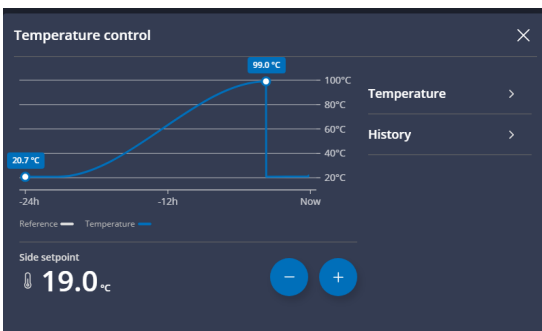 Temperature control
99.0 °C
100°C
80°C
60°C
40°C
20°C
20.7 °C
-24h
-12h
Now
Reference
Temperature
Temperature
History
Side setpoint
19.0 °C